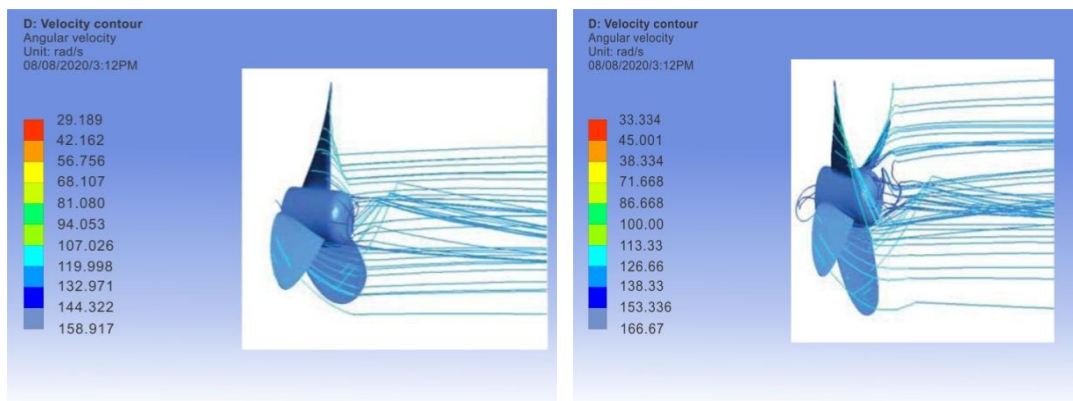 D: Velocity contour
Angular velocity
Unit: rad/s
08/08/2020/3:12PM
29.189
42.162
56.756
68.107
81.080
94.053
107.026
119.998
132.971
144.322
158.917
D: Velocity contour
Angular velocity
Unit: rad/s
08/08/2020/3:12PM
33.334
45.001
38.334
71.668
86.668
100.00
113.33
126.66
138.33
153.336
166.67